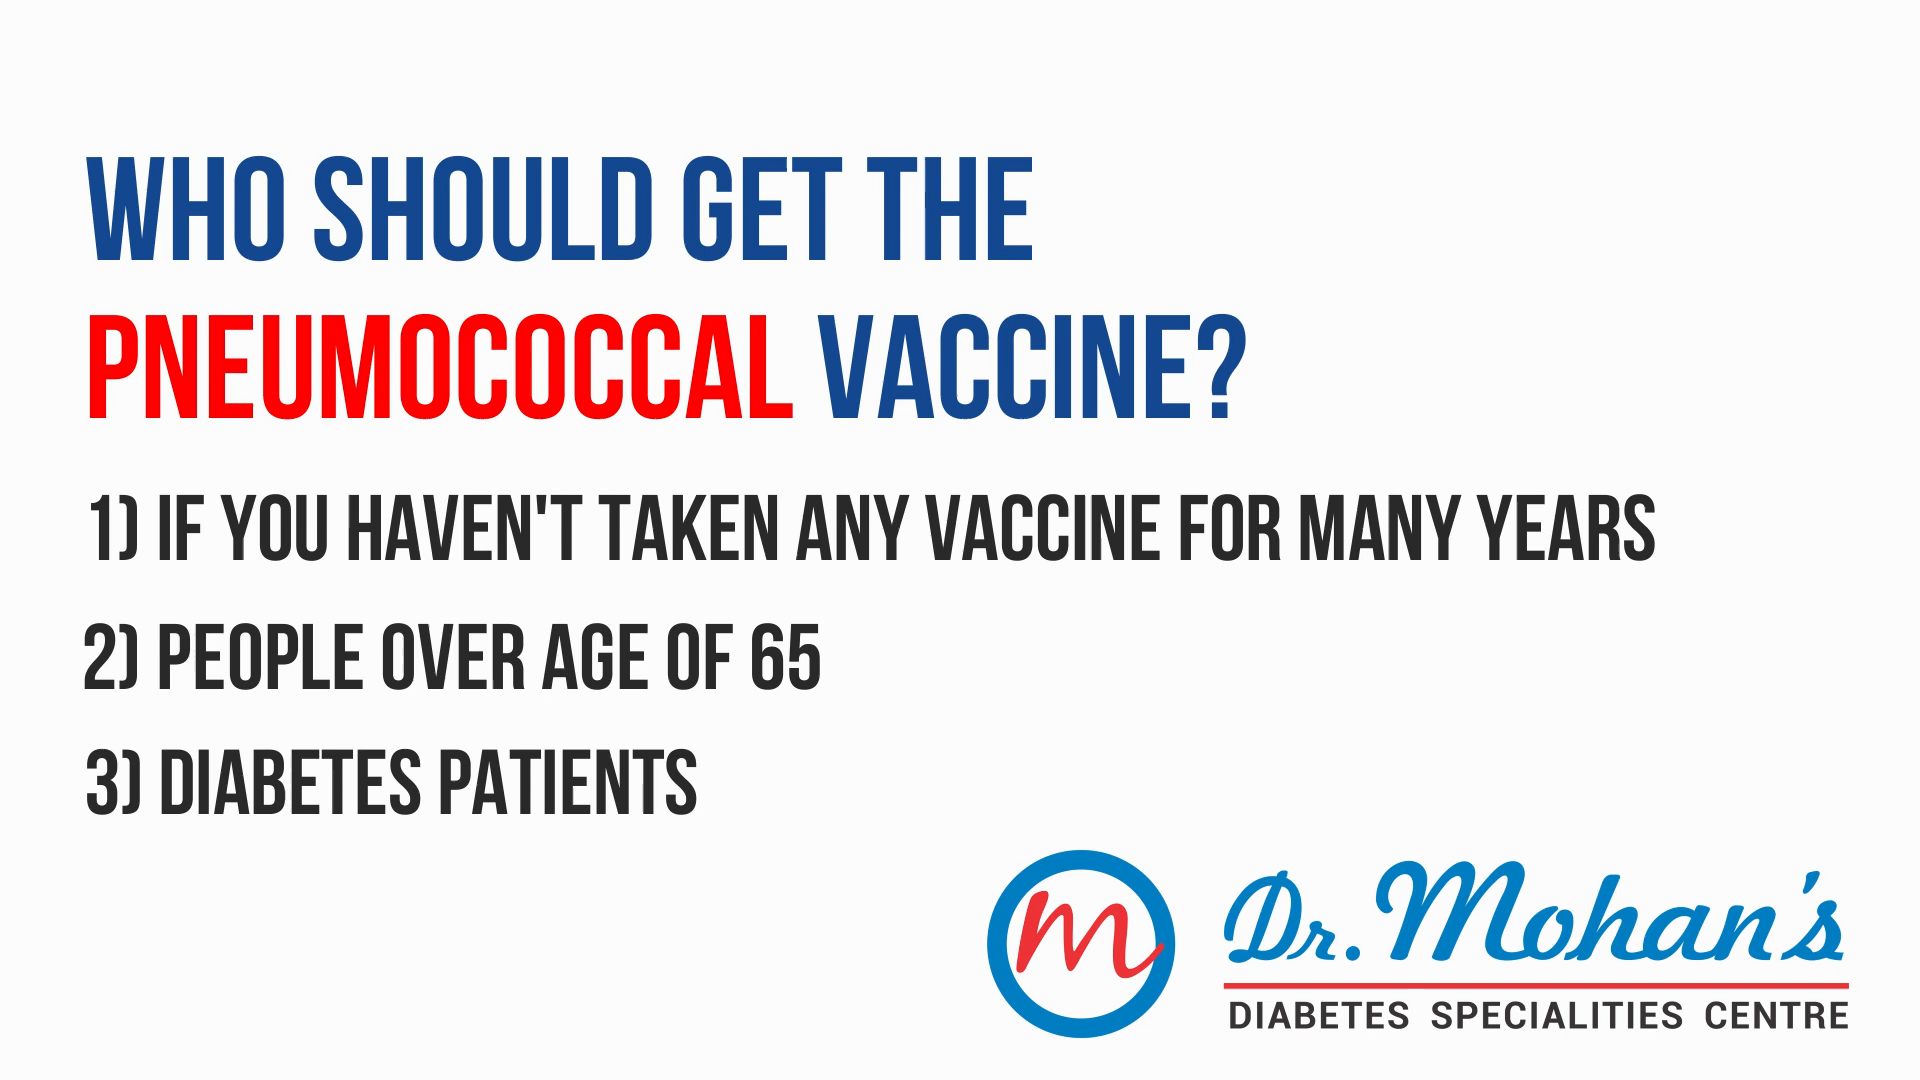 WHO SHOULD GET THE
PNEUMOCOCCAL VACCINE?
1) IF YOU HAVEN'T TAKEN ANY VACCINE FOR MANY YEARS
2) PEOPLE OVER AGE OF 65
3) DIABETES PATIENTS
m
Dr. Mohan's
DIABETES SPECIALITIES CENTRE